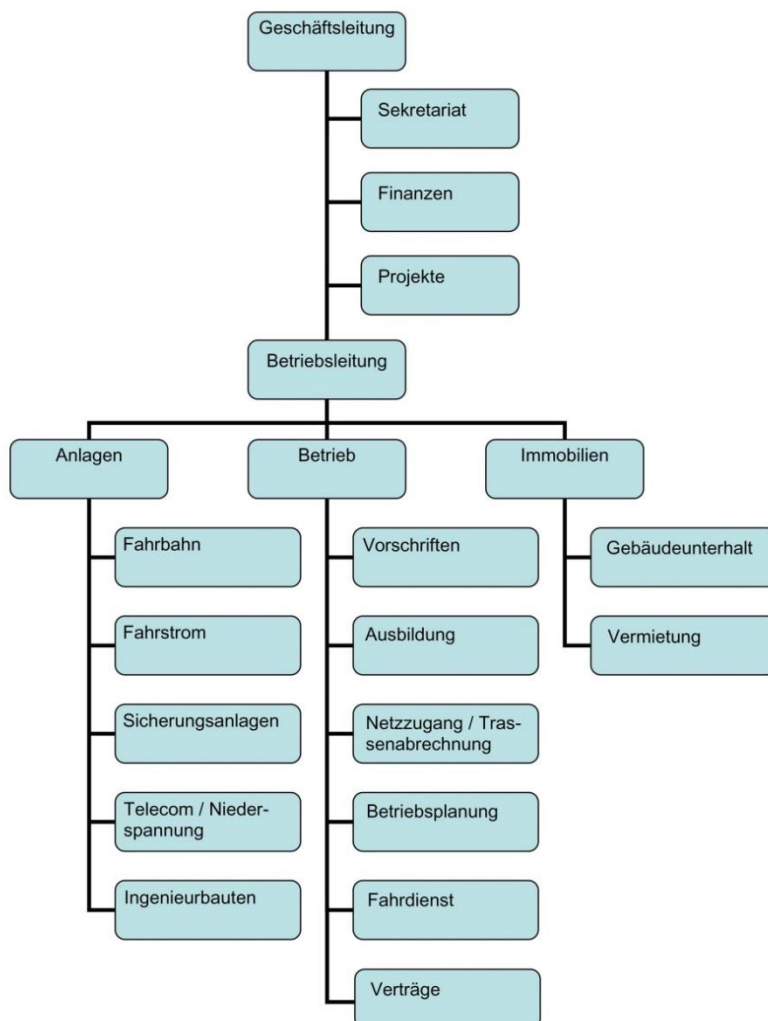 Geschäftsleitung
Sekretariat
Finanzen
Projekte
Betriebsleitung
Anlagen
Betrieb
Immobilien
Fahrbahn
Fahrstrom
Sicherungsanlagen
Telecom / Nieder-
spannung
Ingenieurbauten
Vorschriften
Ausbildung
Netzzugang / Tras-
senabrechnung
Betriebsplanung
Fahrdienst
Verträge
Gebäudeunterhalt
Vermietung